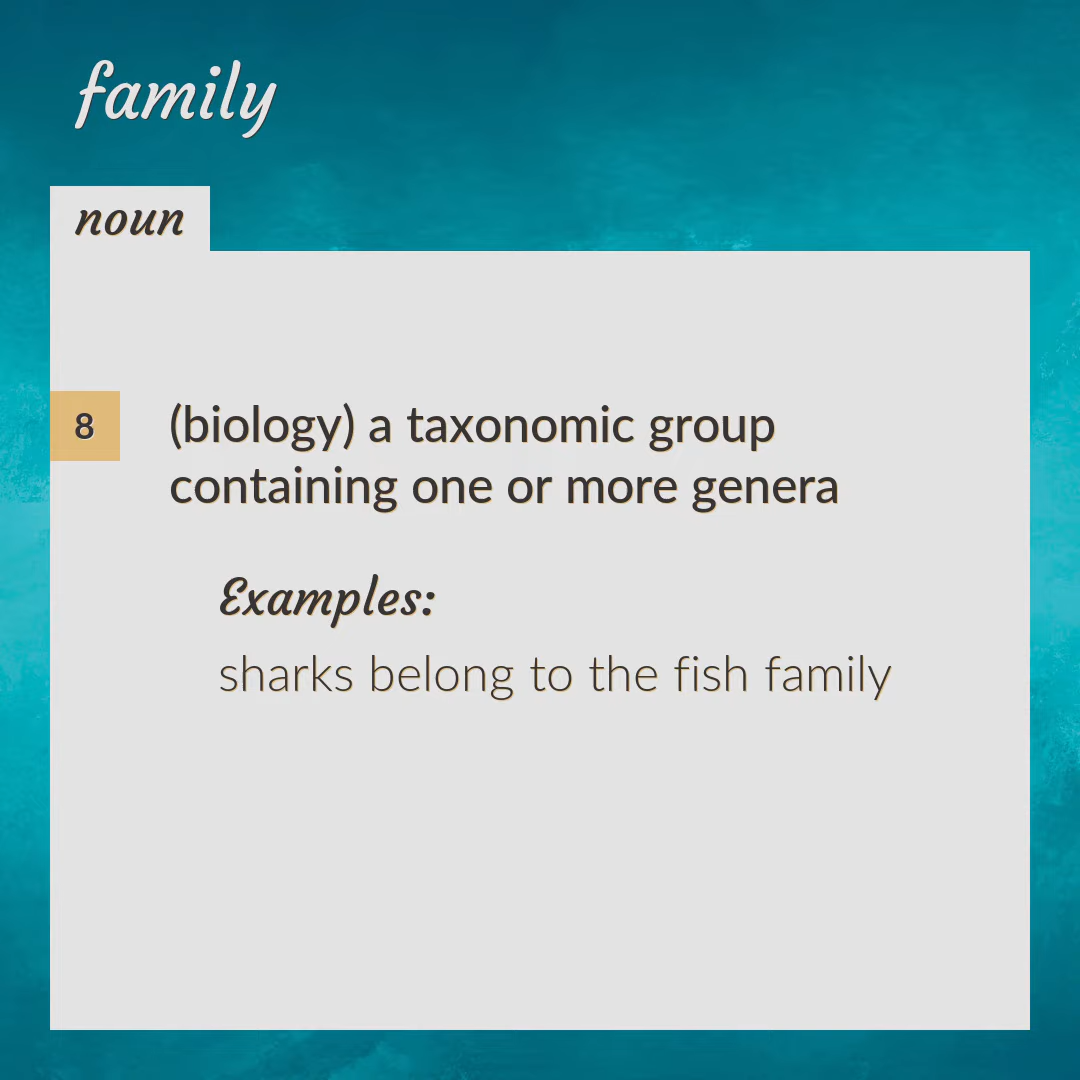 family
noun
8
(biology) a taxonomic group
containing one or more genera
Examples:
sharks belong to the fish family